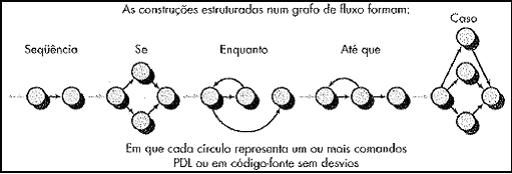 As construções estruturadas num grafo de fluxo formam:
Caso
Seqüência
Se
Enquanto
Até que
Em que cada círculo representa um ou mais comandos
PDL ou em código-fonte sem desvios